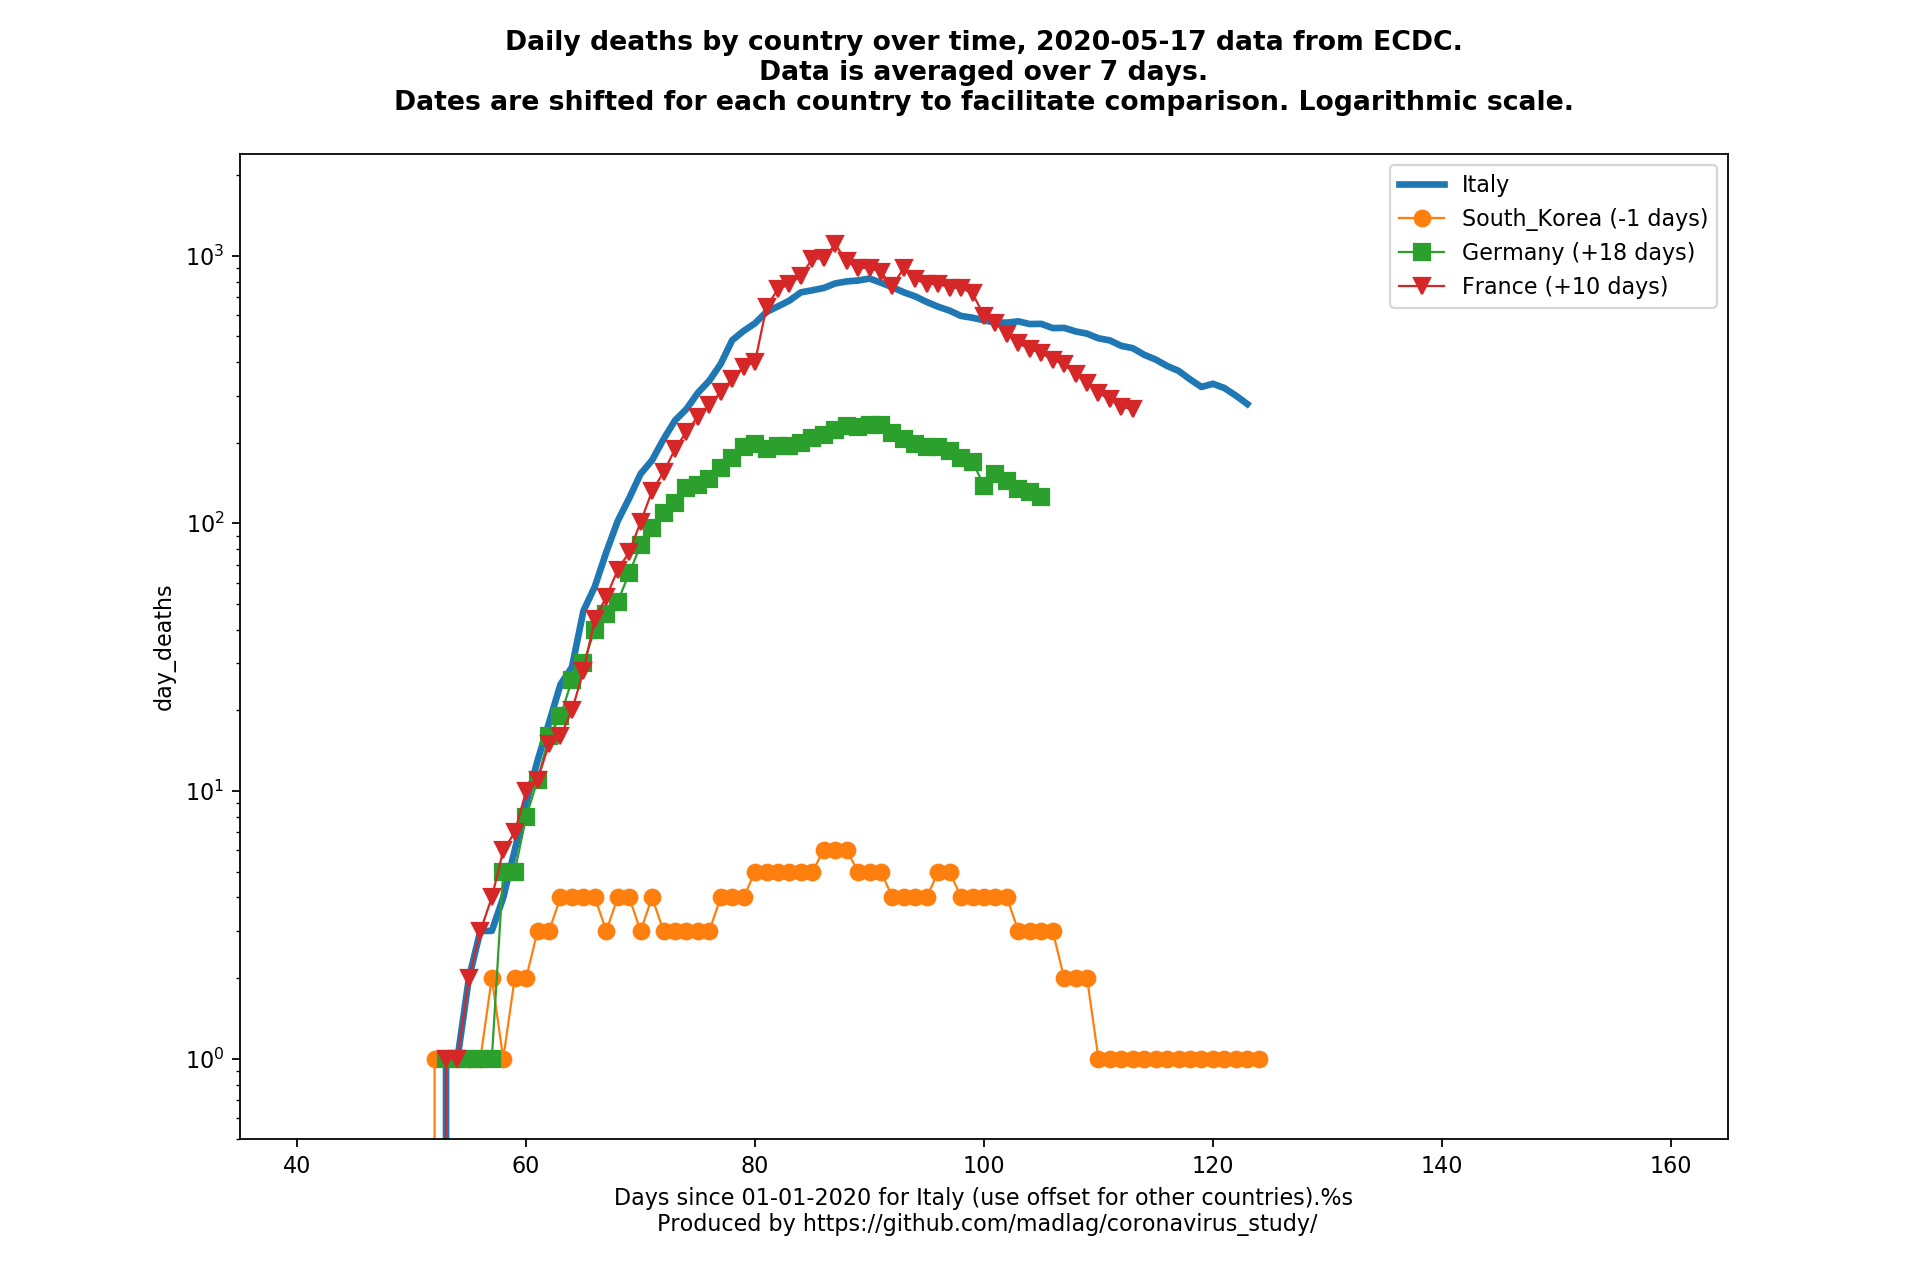 Daily deaths by country over time, 2020-05-17 data from ECDC.
Data is averaged over 7 days.
Dates are shifted for each country to facilitate comparison. Logarithmic scale.
Italy
South_Korea (-1 days)
Germany (+18 days)
France (+10 days)
10³
10²
10¹
10⁰
day_deaths
40 60 80 100 120 140 160
Days since 01-01-2020 for Italy (use offset for other countries).%s
Produced by https://github.com/madlag/coronavirus_study/